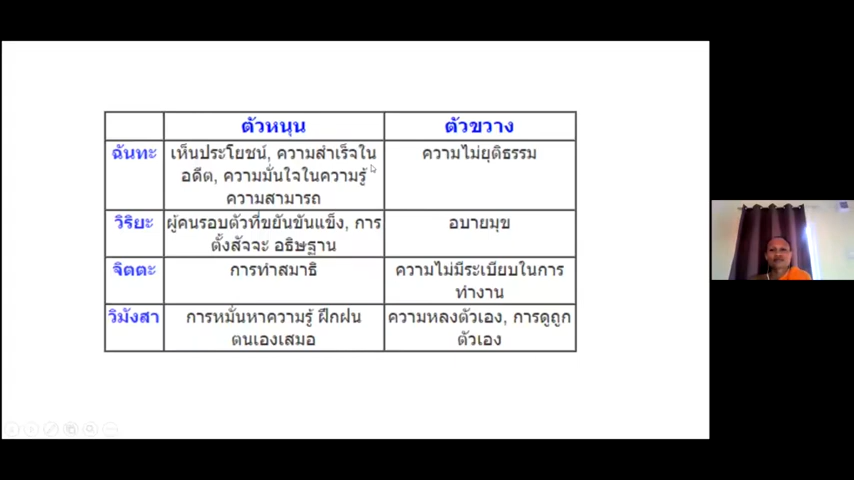 ตัวหนุน ตัวขวาง
ฉันทะ เห็นประโยชน์, ความสำเร็จใน ความไม่ยุติธรรม
อดีต, ความมั่นใจในความรู้
ความสามารถ
วิริยะ ผู้คนรอบตัวที่ขยันขันแข็ง, การ อบายมุข
ตั้งสัจจะ อธิษฐาน
จิตตะ การทำสมาธิ ความไม่มีระเบียบในการ
ทำงาน
วิมังสา การหมั่นหาความรู้ ฝึกฝน ความหลงตัวเอง, การดูถูก
ตนเองเสมอ ตัวเอง